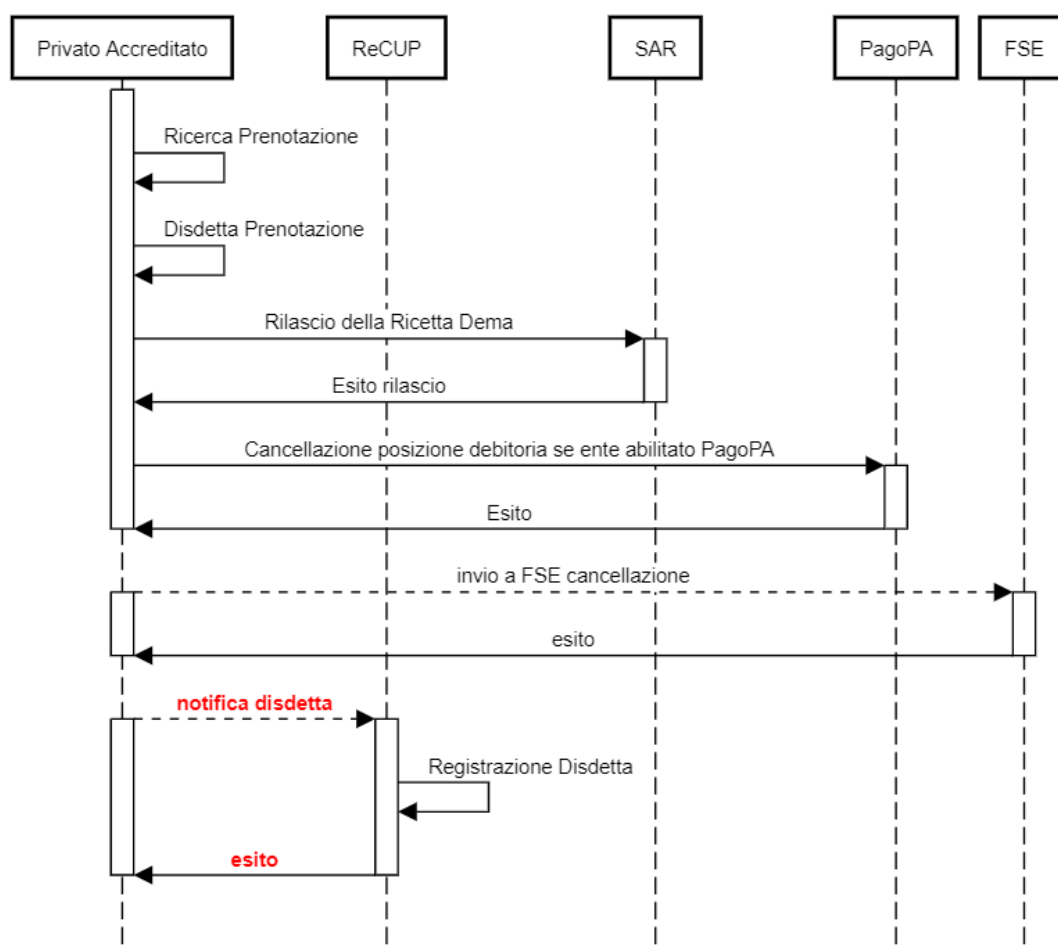 Privato Accreditato
ReCUP
SAR
PagoPA
FSE
Ricerca Prenotazione
Disdetta Prenotazione
Rilascio della Ricetta Dema
Esito rilascio
Cancellazione posizione debitoria se ente abilitato PagoPA
Esito
invio a FSE cancellazione
esito
notifica disdetta
Registrazione Disdetta
esito